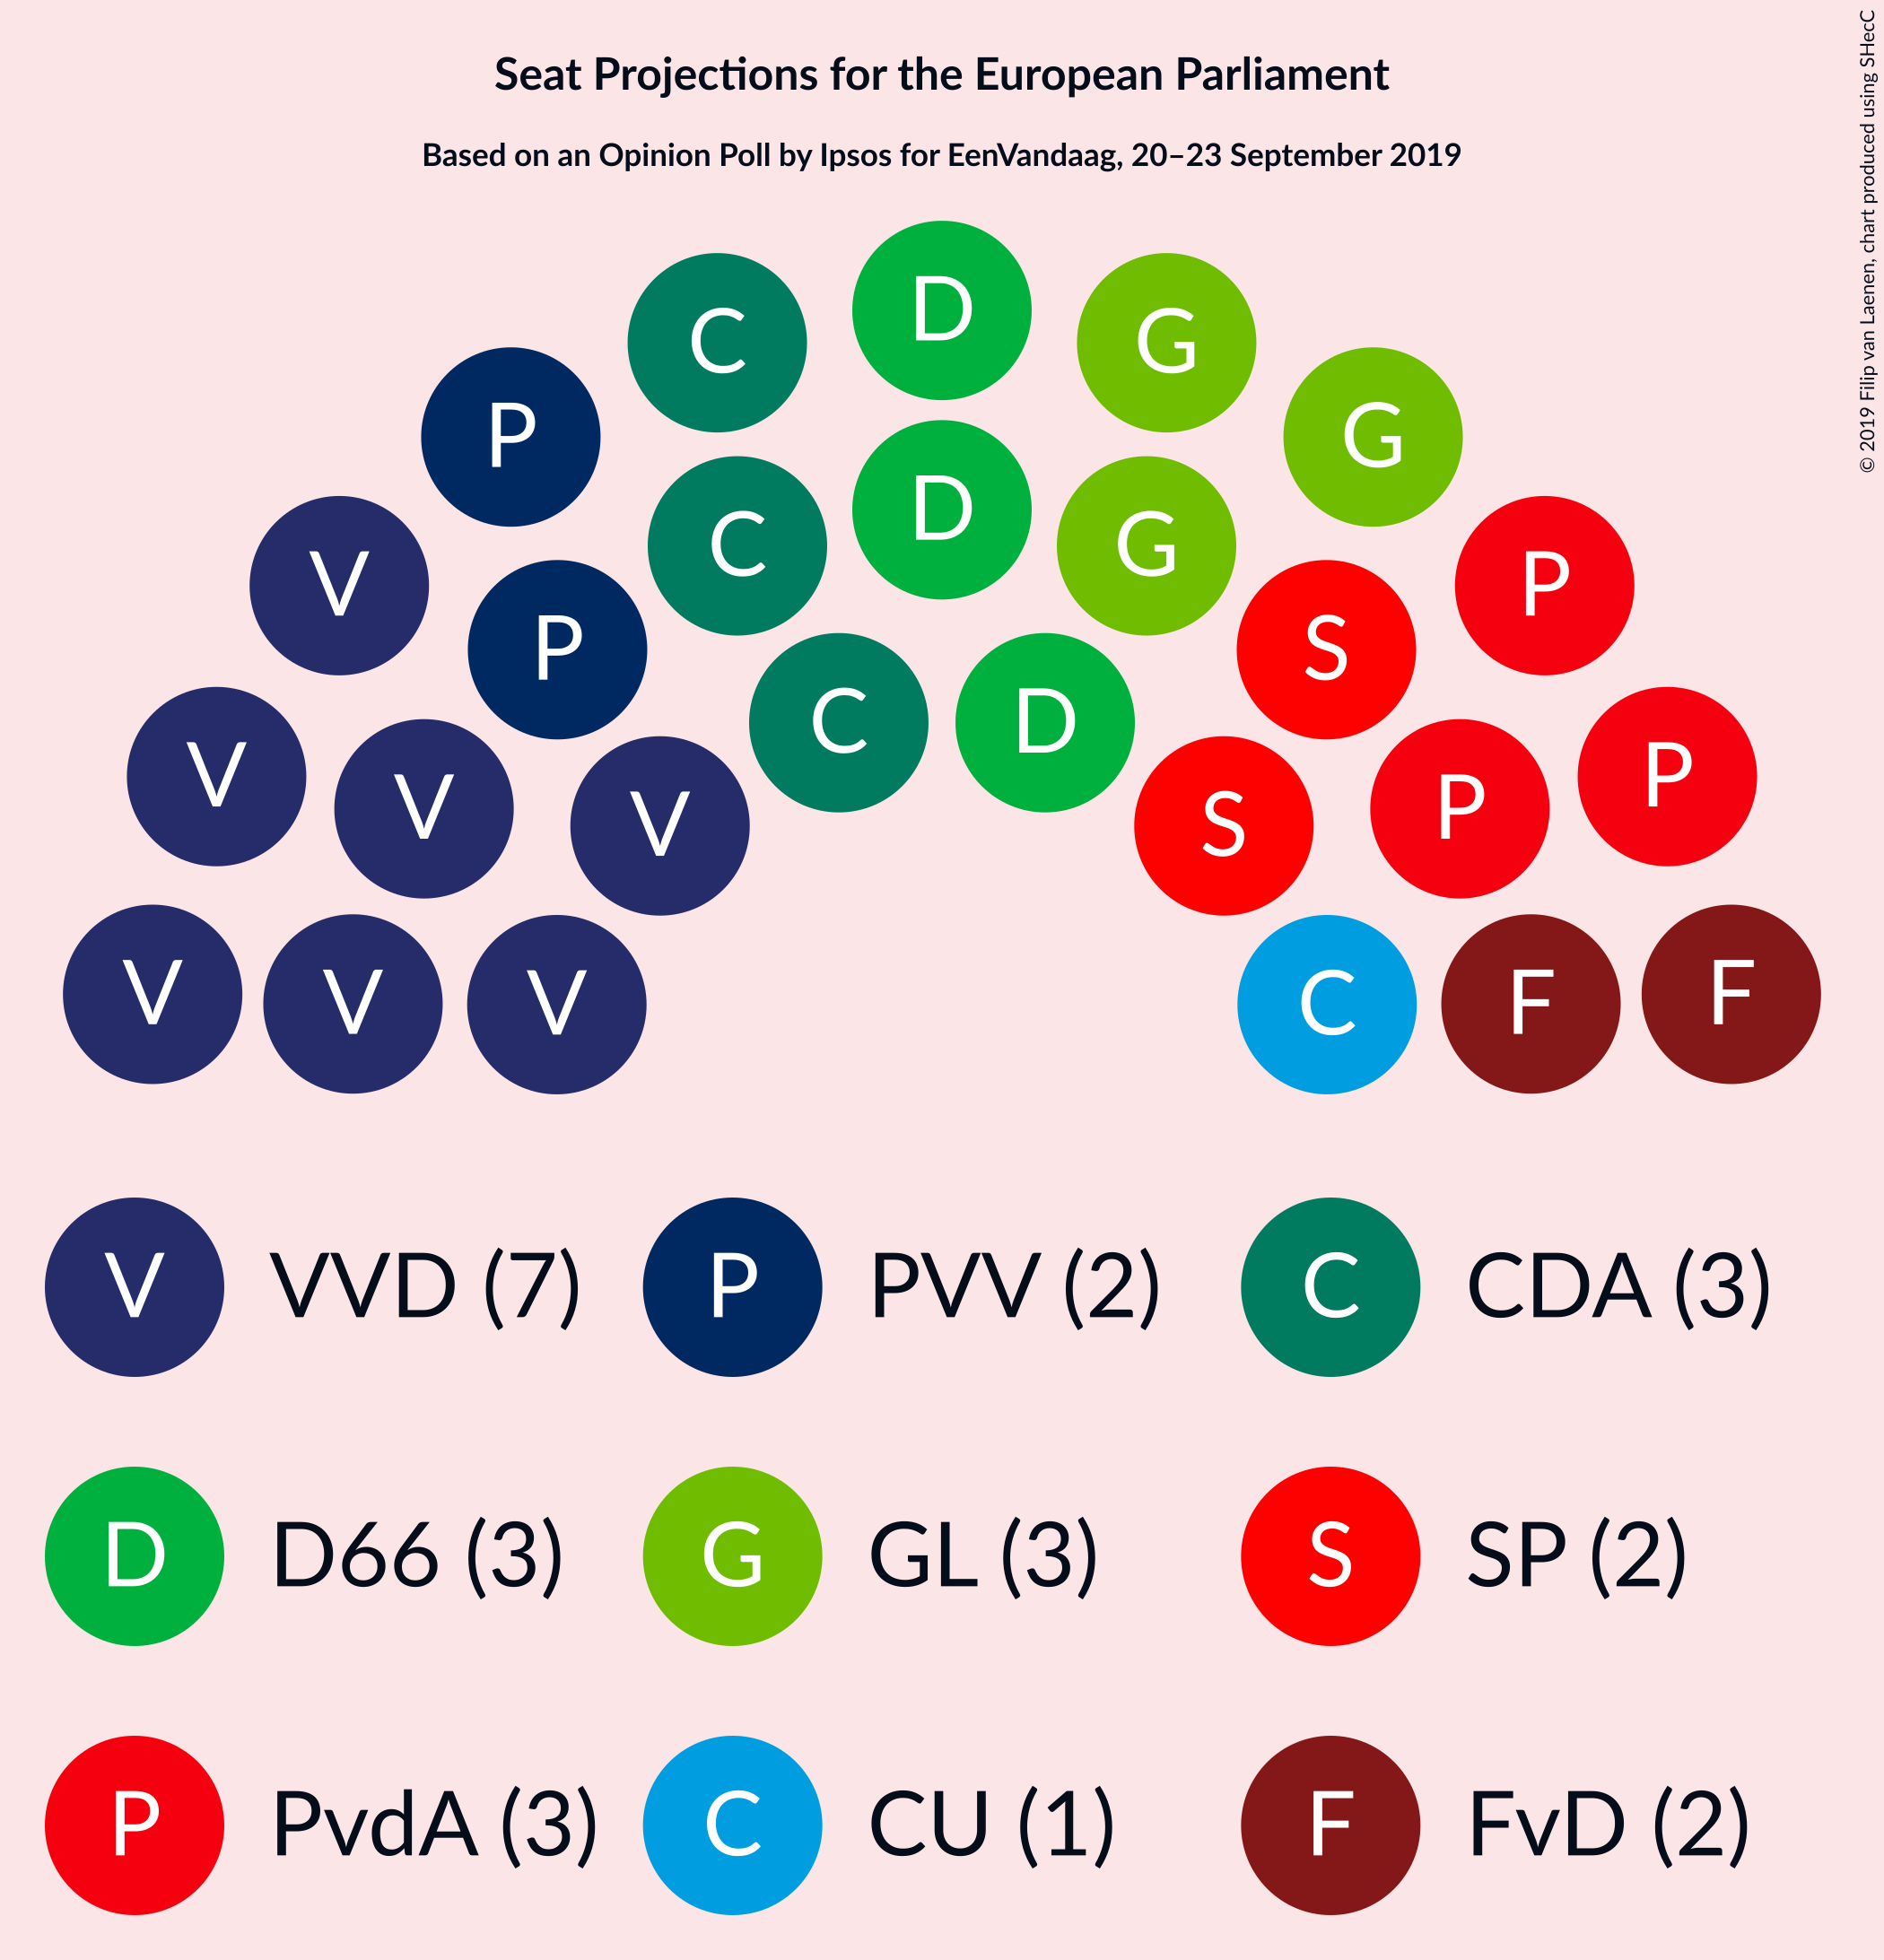 Seat Projections for the European Parliament
Based on an Opinion Poll by Ipsos for EenVandaag, 20–23 September 2019
© 2019 Filip van Laenen, chart produced using SHecC
D
C G
P G
D
C G
V P
P S
C D
V P
V P
V S
V F
V F
V C
V VVD (7) P PVV (2) C CDA (3)
D D66 (3) G GL (3) S SP (2)
P PvdA (3) C CU (1) F FvD (2)